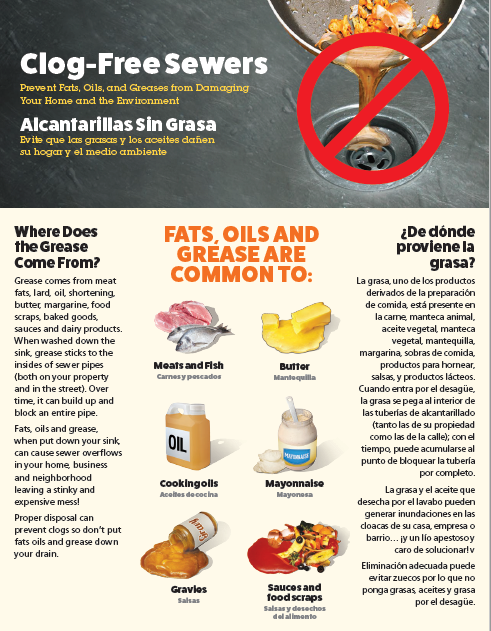 Clog-Free Sewers
Prevent Fats, Oils, and Greases from Damaging
Your Home and the Environment
Alcantarillas Sin Grasa
Evite que las grasas y los aceites dañen
su hogar y el medio ambiente
Where Does
the Grease
Come From?
Grease comes from meat
fats, lard, oil, shortening,
butter, margarine, food
scraps, baked goods,
sauces and dairy products.
When washed down the
sink, grease sticks to the
insides of sewer pipes
(both on your property
and in the street). Over
time, it can build up and
block an entire pipe.
Fats, oils and grease,
when put down your sink,
can cause sewer overflows
in your home, business
and neighborhood
leaving a stinky and
expensive mess!
Proper disposal can
prevent clogs so don't put
fats oils and grease down
your drain.
FATS, OILS AND
GREASE ARE
COMMON TO:
Meats and Fish
Carnes y pescados
Butter
Mantequilla
OIL
Cooking oils
Aceites de cocina
MAYONNAISE
Mayonnaise
Mayonesa
Gravy
Gravies
Salsas
Sauces and
food scraps
Salsas y desechos
del alimento
¿De dónde
proviene la
grasa?
La grasa, uno de los productos
derivados de la preparación
de comida, está presente en
la carne, manteca animal,
aceite vegetal, manteca
vegetal, mantequilla,
margarina, sobras de comida,
productos para hornear,
salsas, y productos lácteos.
Cuando entra por el desagüe,
la grasa se pega al interior de
las tuberías de alcantarillado
(tanto las de su propiedad
como las de la calle); con el
tiempo, puede acumularse al
punto de bloquear la tubería
por completo.
La grasa y el aceite que
desecha por el lavabo pueden
generar inundaciones en las
cloacas de su casa, empresa o
barrio… ¡y un lío apestoso y
caro de solucionar!v
Eliminación adecuada puede
evitar zuecos por lo que no
ponga grasas, aceites y grasa
por el desagüe.